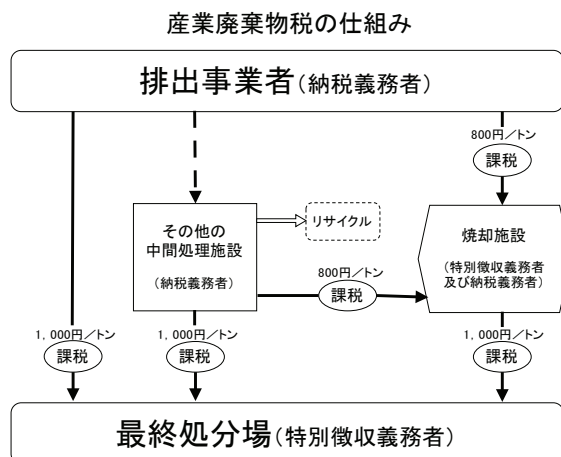 産業廃棄物税の仕組み
排出事業者(納税義務者)
800円／トン
課税
その他の
中間処理施設
(納税義務者)
リサイクル
焼却施設
(特別徴収義務者
及び納税義務者)
800円／トン
課税
1,000円／トン
課税
1,000円／トン
課税
1,000円／トン
課税
最終処分場(特別徴収義務者)